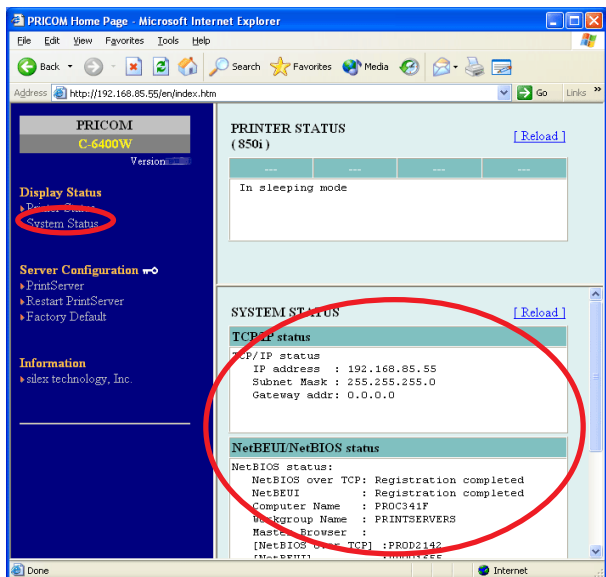 PRICOM Home Page - Microsoft Internet Explorer
File Edit View Favorites Tools Help
Back Search Favorites Media
Address http://192.168.85.55/en/index.htm Go Links »
PRICOM
C-6400W
Version
Display Status
Printer Status
System Status
Server Configuration
PrintServer
Restart PrintServer
Factory Default
Information
silex technology, Inc.
PRINTER STATUS
(850i) [ Reload ]
--- --- --- ---
In sleeping mode
SYSTEM STATUS [ Reload ]
TCP/IP status
TCP/IP status
IP address : 192.168.85.55
Subnet Mask : 255.255.255.0
Gateway addr: 0.0.0.0
NetBEUI/NetBIOS status
NetBIOS status:
NetBIOS over TCP: Registration completed
NetBEUI : Registration completed
Computer Name : PROC341F
Workgroup Name : PRINTSERVERS
Master Browser :
[NetBIOS over TCP] :PROD2142
[NetBEUI]
Done Internet